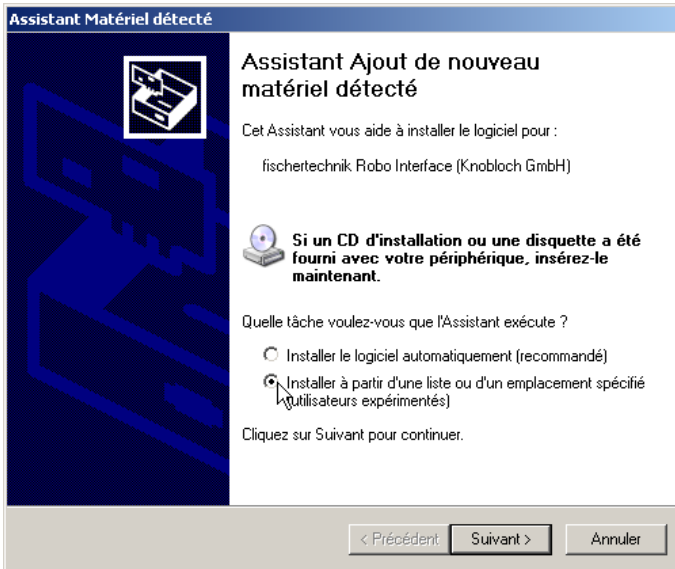 Assistant Matériel détecté
Assistant Ajout de nouveau
matériel détecté
Cet Assistant vous aide à installer le logiciel pour :
fischertechnik Robo Interface (Knobloch GmbH)
Si un CD d'installation ou une disquette a été
fourni avec votre périphérique, insérez-le
maintenant.
Quelle tâche voulez-vous que l'Assistant exécute ?
Installer le logiciel automatiquement (recommandé)
Installer à partir d'une liste ou d'un emplacement spécifié
(utilisateurs expérimentés)
Cliquez sur Suivant pour continuer.
< Précédent
Suivant >
Annuler